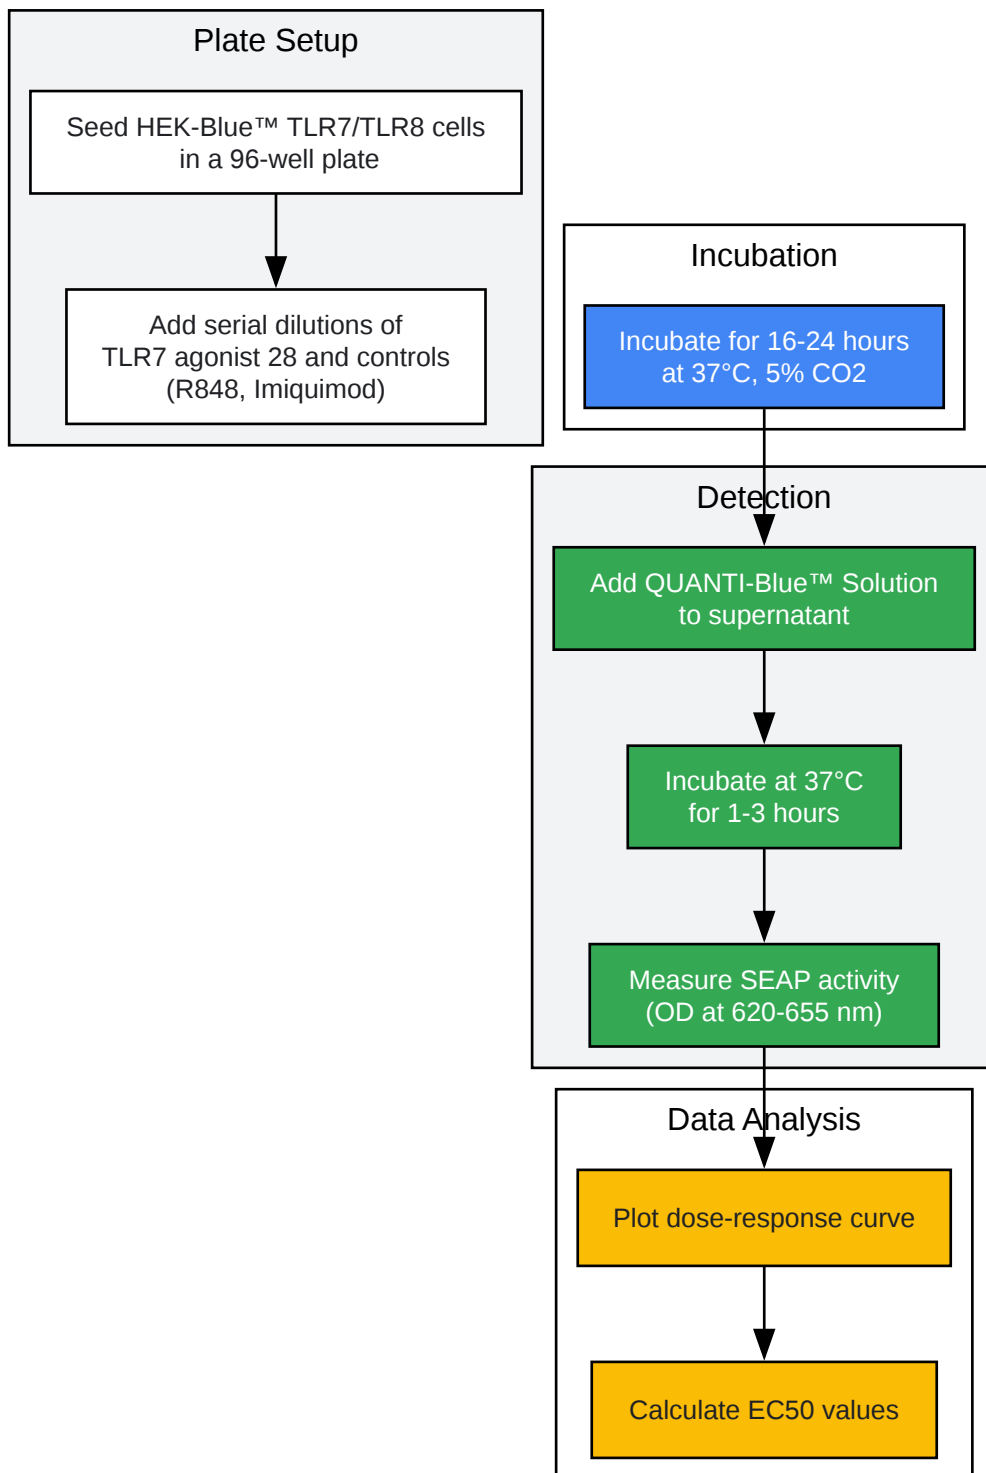 Plate Setup
Seed HEK-Blue™ TLR7/TLR8 cells
in a 96-well plate
Add serial dilutions of
TLR7 agonist 28 and controls
(R848, Imiquimod)
Incubation
Incubate for 16-24 hours
at 37°C, 5% CO2
Detection
Add QUANTI-Blue™ Solution
to supernatant
Incubate at 37°C
for 1-3 hours
Measure SEAP activity
(OD at 620-655 nm)
Data Analysis
Plot dose-response curve
Calculate EC50 values